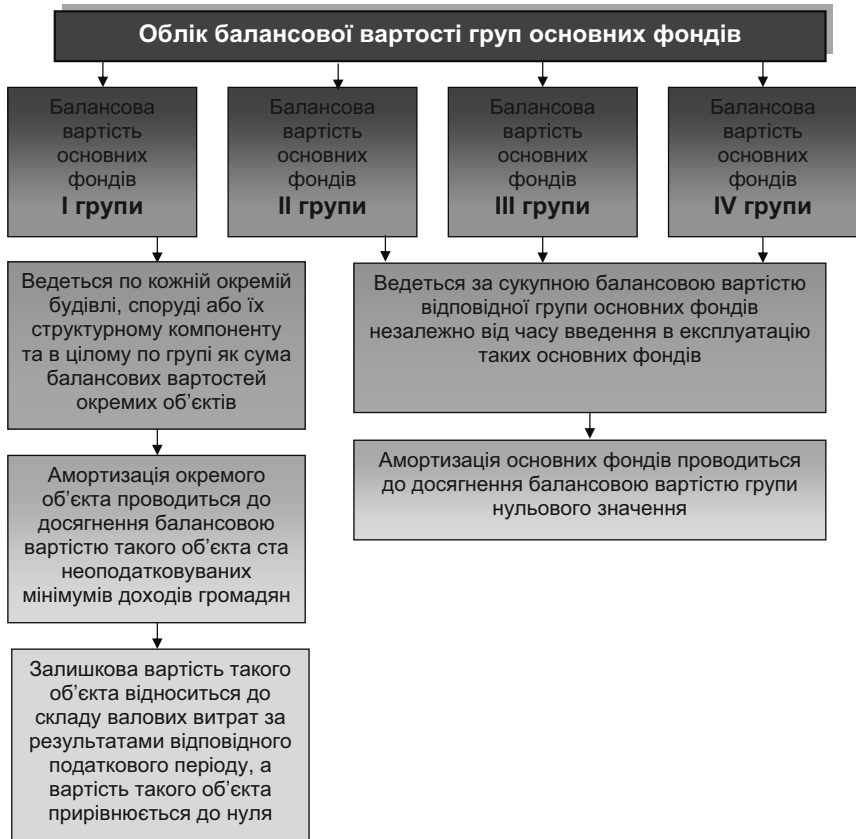 Облік балансової вартості груп основних фондів
Балансова
вартість
основних
фондів
І групи
Балансова
вартість
основних
фондів
ІІ групи
Балансова
вартість
основних
фондів
ІІІ групи
Балансова
вартість
основних
фондів
IV групи
Ведеться по кожній окремій
будівлі, споруді або їх
структурному компоненту
та в цілому по групі як сума
балансових вартостей
окремих об’єктів
Ведеться за сукупною балансовою вартістю
відповідної групи основних фондів
незалежно від часу введення в експлуатацію
таких основних фондів
Амортизація окремого
об’єкта проводиться до
досягнення балансовою
вартістю такого об’єкта ста
неоподатковуваних
мінімумів доходів громадян
Амортизація основних фондів проводиться
до досягнення балансовою вартістю групи
нульового значення
Залишкова вартість такого
об’єкта відноситься до
складу валових витрат за
результатами відповідного
податкового періоду, а
вартість такого об’єкта
прирівнюється до нуля